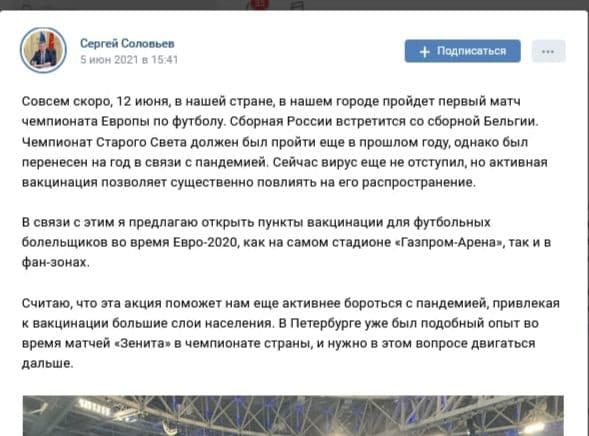 Сергей Соловьев
5 июн 2021 в 15:41
+ Подписаться
Совсем скоро, 12 июня, в нашей стране, в нашем городе пройдет первый матч
чемпионата Европы по футболу. Сборная России встретится со сборной Бельгии.
Чемпионат Старого Света должен был пройти еще в прошлом году, однако был
перенесен на год в связи с пандемией. Сейчас вирус еще не отступил, но активная
вакцинация позволяет существенно повлиять на его распространение.
В связи с этим я предлагаю открыть пункты вакцинации для футбольных
болельщиков во время Евро-2020, как на самом стадионе «Газпром-Арена», так и в
фан-зонах.
Считаю, что эта акция поможет нам еще активнее бороться с пандемией, привлекая
к вакцинации большие слои населения. В Петербурге уже был подобный опыт во
время матчей «Зенита» в чемпионате страны, и нужно в этом вопросе двигаться
дальше.